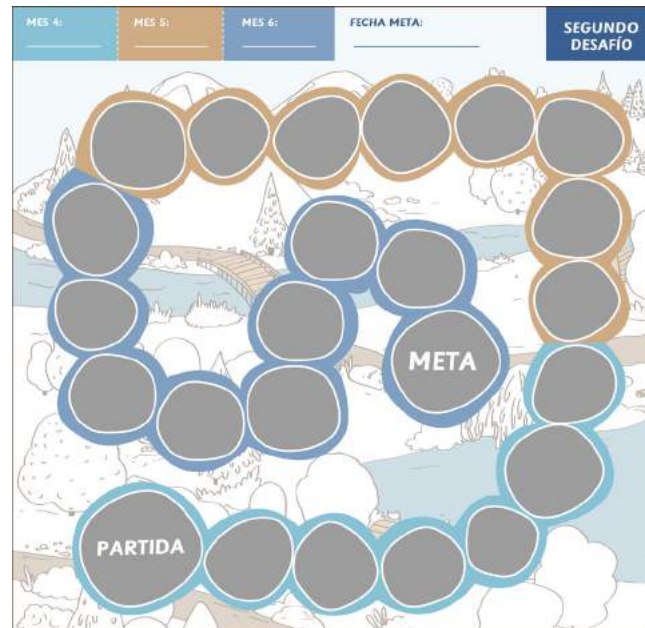 MES 4:
MES 5:
MES 6:
FECHA META:
SEGUNDO
DESAFÍO
META
PARTIDA